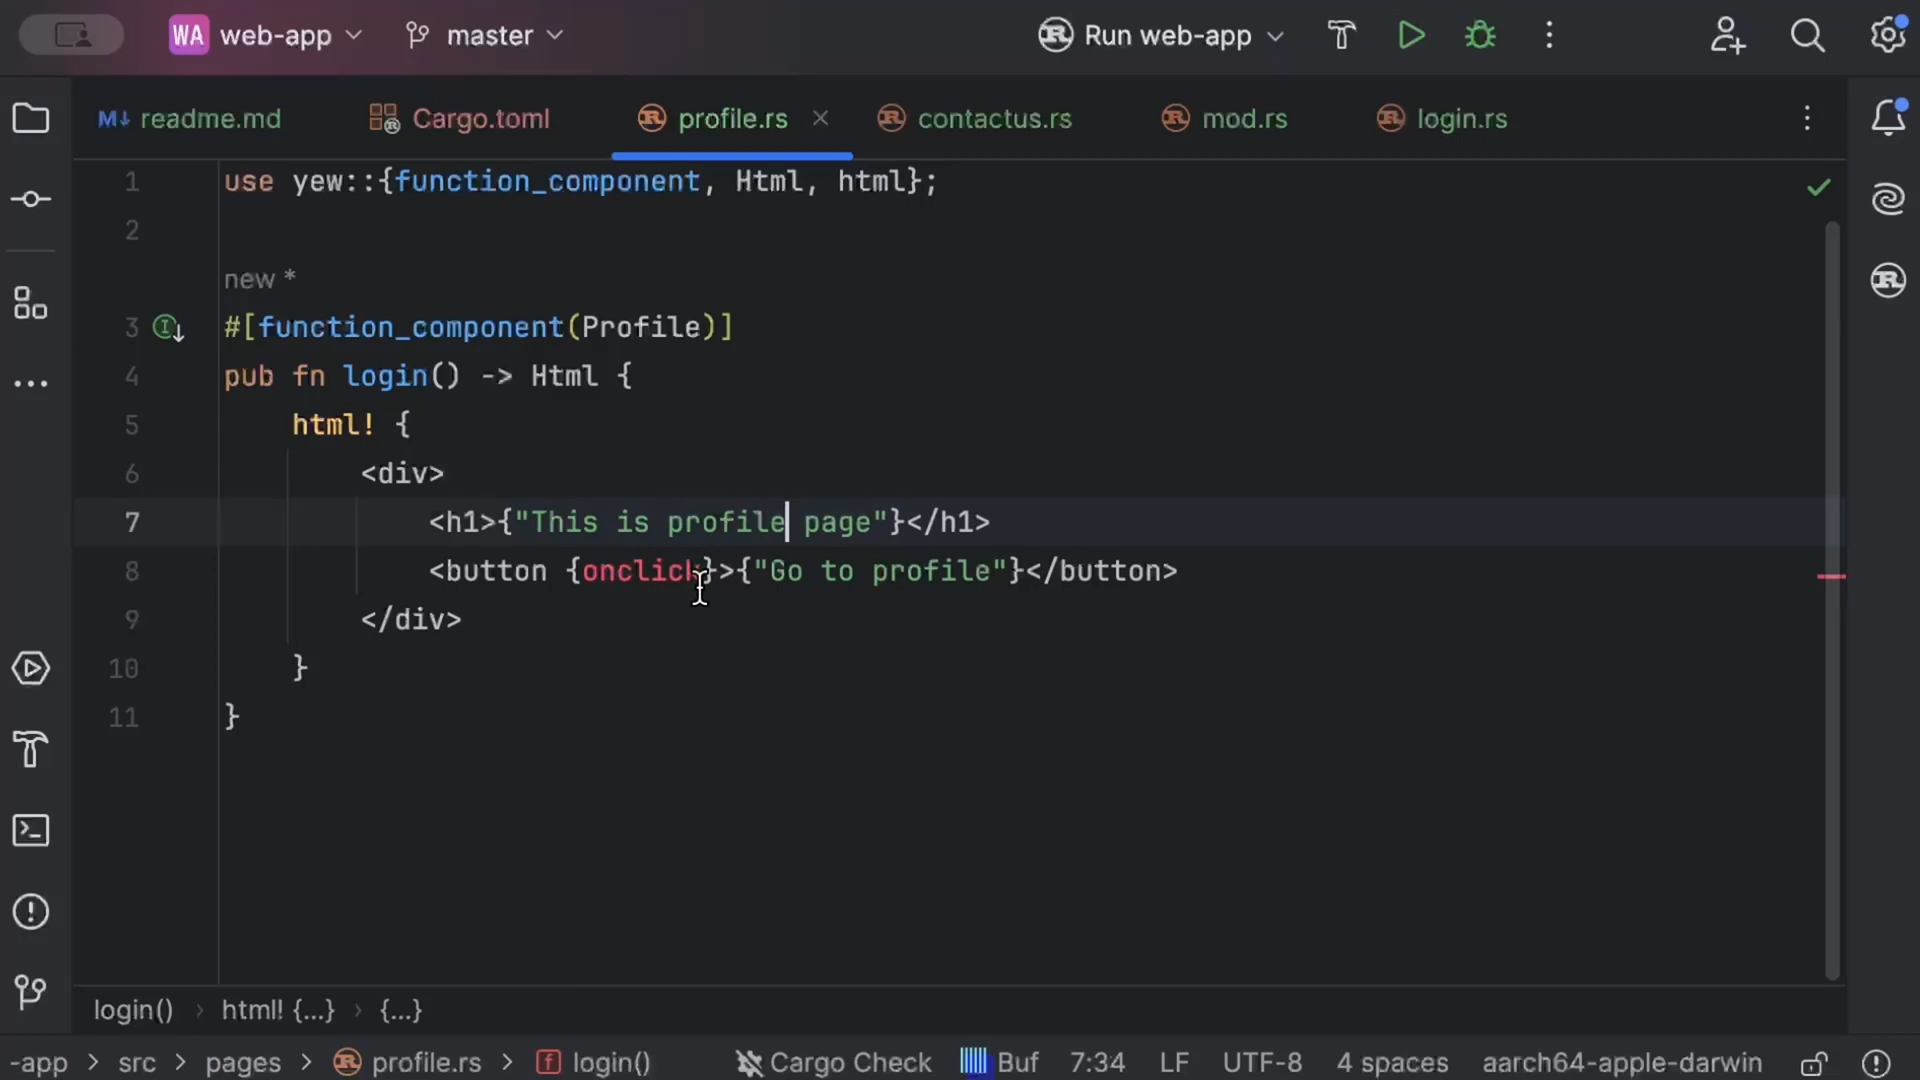 WA web-app master Run web-app
M↓ readme.md Cargo.toml profile.rs contactus.rs mod.rs login.rs
1 use yew::{function_component, Html, html};
2
new *
3 #[function_component(Profile)]
4 pub fn login() -> Html {
5 html! {
6 <div>
7 <h1>{"This is profile page"}</h1>
8 <button {onclick}>{"Go to profile"}</button>
9 </div>
10 }
11 }
login() › html! {...} › {...}
-app > src > pages > profile.rs > f login() Cargo Check Buf 7:34 LF UTF-8 4 spaces aarch64-apple-darwin